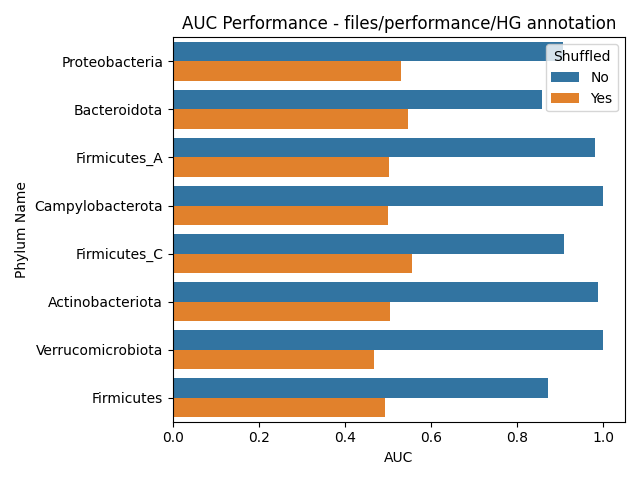 AUC Performance - files/performance/HG annotation
Phylum Name
Proteobacteria
Bacteroidota
Firmicutes_A
Campylobacterota
Firmicutes_C
Actinobacteriota
Verrucomicrobiota
Firmicutes
Shuffled
No
Yes
0.0 0.2 0.4 0.6 0.8 1.0
AUC